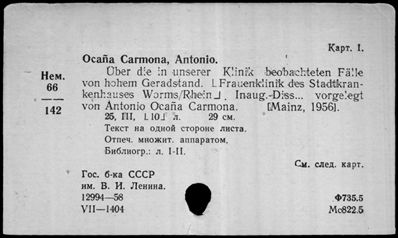 Карт. I.
Ocaña Carmona, Antonio.
Нем.
66
142
Über die in unserer Klinik beobachteten Fälle
von hohem Geradstand. [Frauenklinik des Stadtkran-
kenhauses Worms/Rhein], Inaug.-Diss... vorgelegt
von Antonio Ocaña Carmona. [Mainz, 1956].
25, III, [10] л. 29 см.
Текст на одной стороне листа.
Отпеч. множит. аппаратом.
Библиогр.: л. I-II.
См. след. карт.
Гос. б-ка СССР
им. В. И. Ленина.
12994—58
Ф735.5
VII—1404
Мс822.5